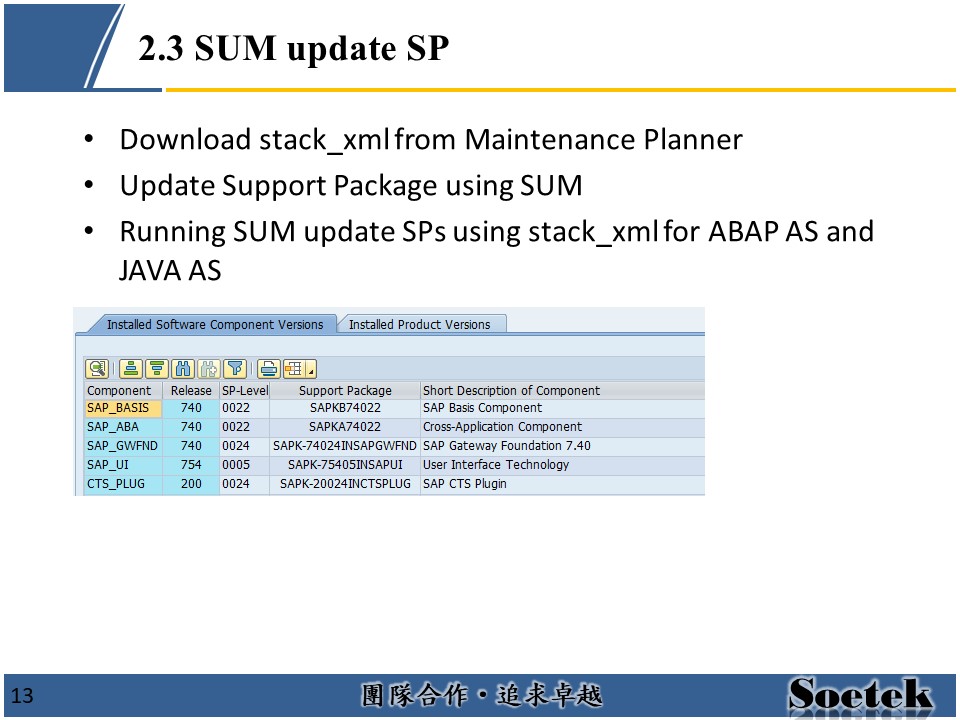 2.3 SUM update SP
• Download stack_xml from Maintenance Planner
• Update Support Package using SUM
• Running SUM update SPs using stack_xml for ABAP AS and
JAVA AS
Installed Software Component Versions Installed Product Versions
Component Release SP-Level Support Package Short Description of Component
SAP_BASIS 740 0022 SAPKB74022 SAP Basis Component
SAP_ABA 740 0022 SAPKA74022 Cross-Application Component
SAP_GWFND 740 0024 SAPK-74024INSAPGWFND SAP Gateway Foundation 7.40
SAP_UI 754 0005 SAPK-75405INSAPUI User Interface Technology
CTS_PLUG 200 0024 SAPK-20024INCTSPLUG SAP CTS Plugin
13 團隊合作·追求卓越 Soetek